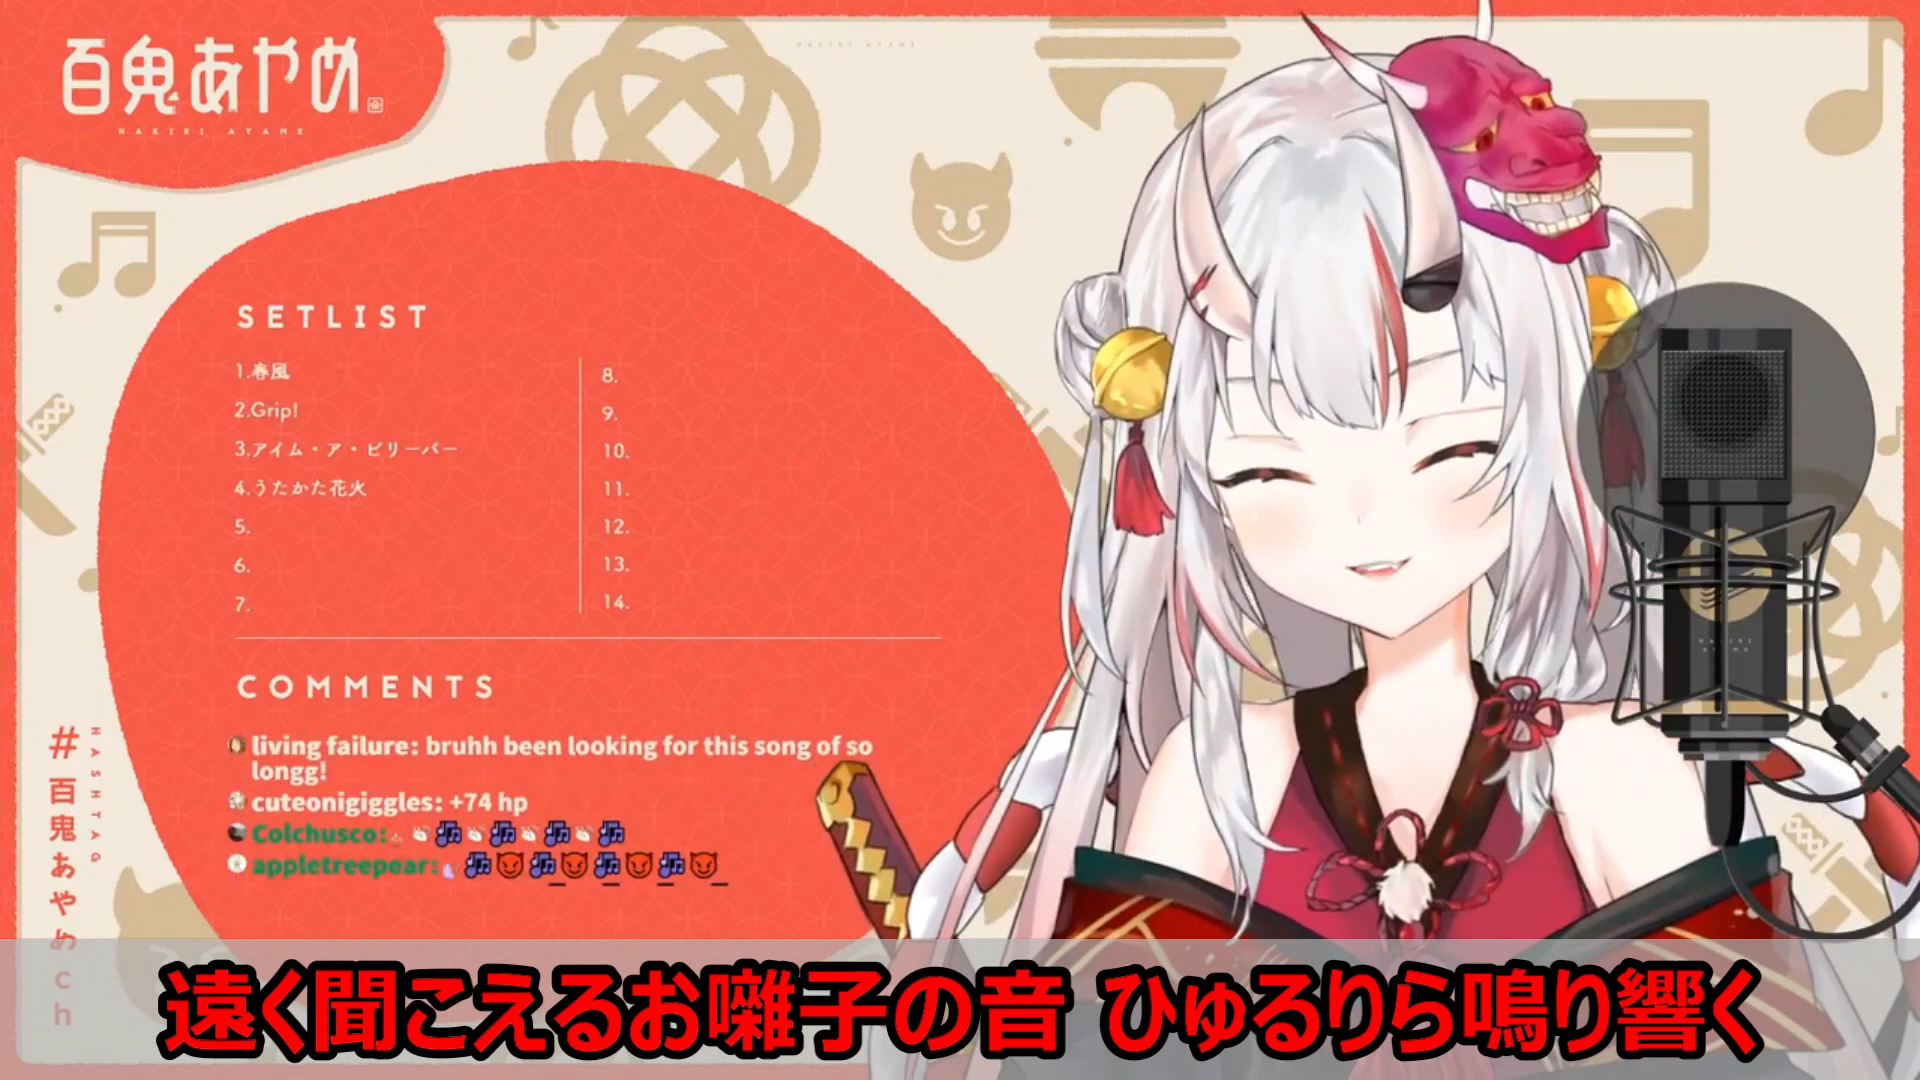 百鬼あやめ
NAKIRI AYAME
NAKIRI AYAME
SETLIST
1.春風
2.Grip!
3.アイム・ア・ビリーバー
4.うたかた花火
5.
6.
7.
8.
9.
10.
11.
12.
13.
14.
COMMENTS
living failure: bruhh been looking for this song of so
longg!
cuteonigiggles: +74 hp
Colchusco:
appletreepear:
HASHTAG
#百鬼あやめch
NAKIRI
AYAME
遠く聞こえるお囃子の音 ひゅるりら鳴り響く